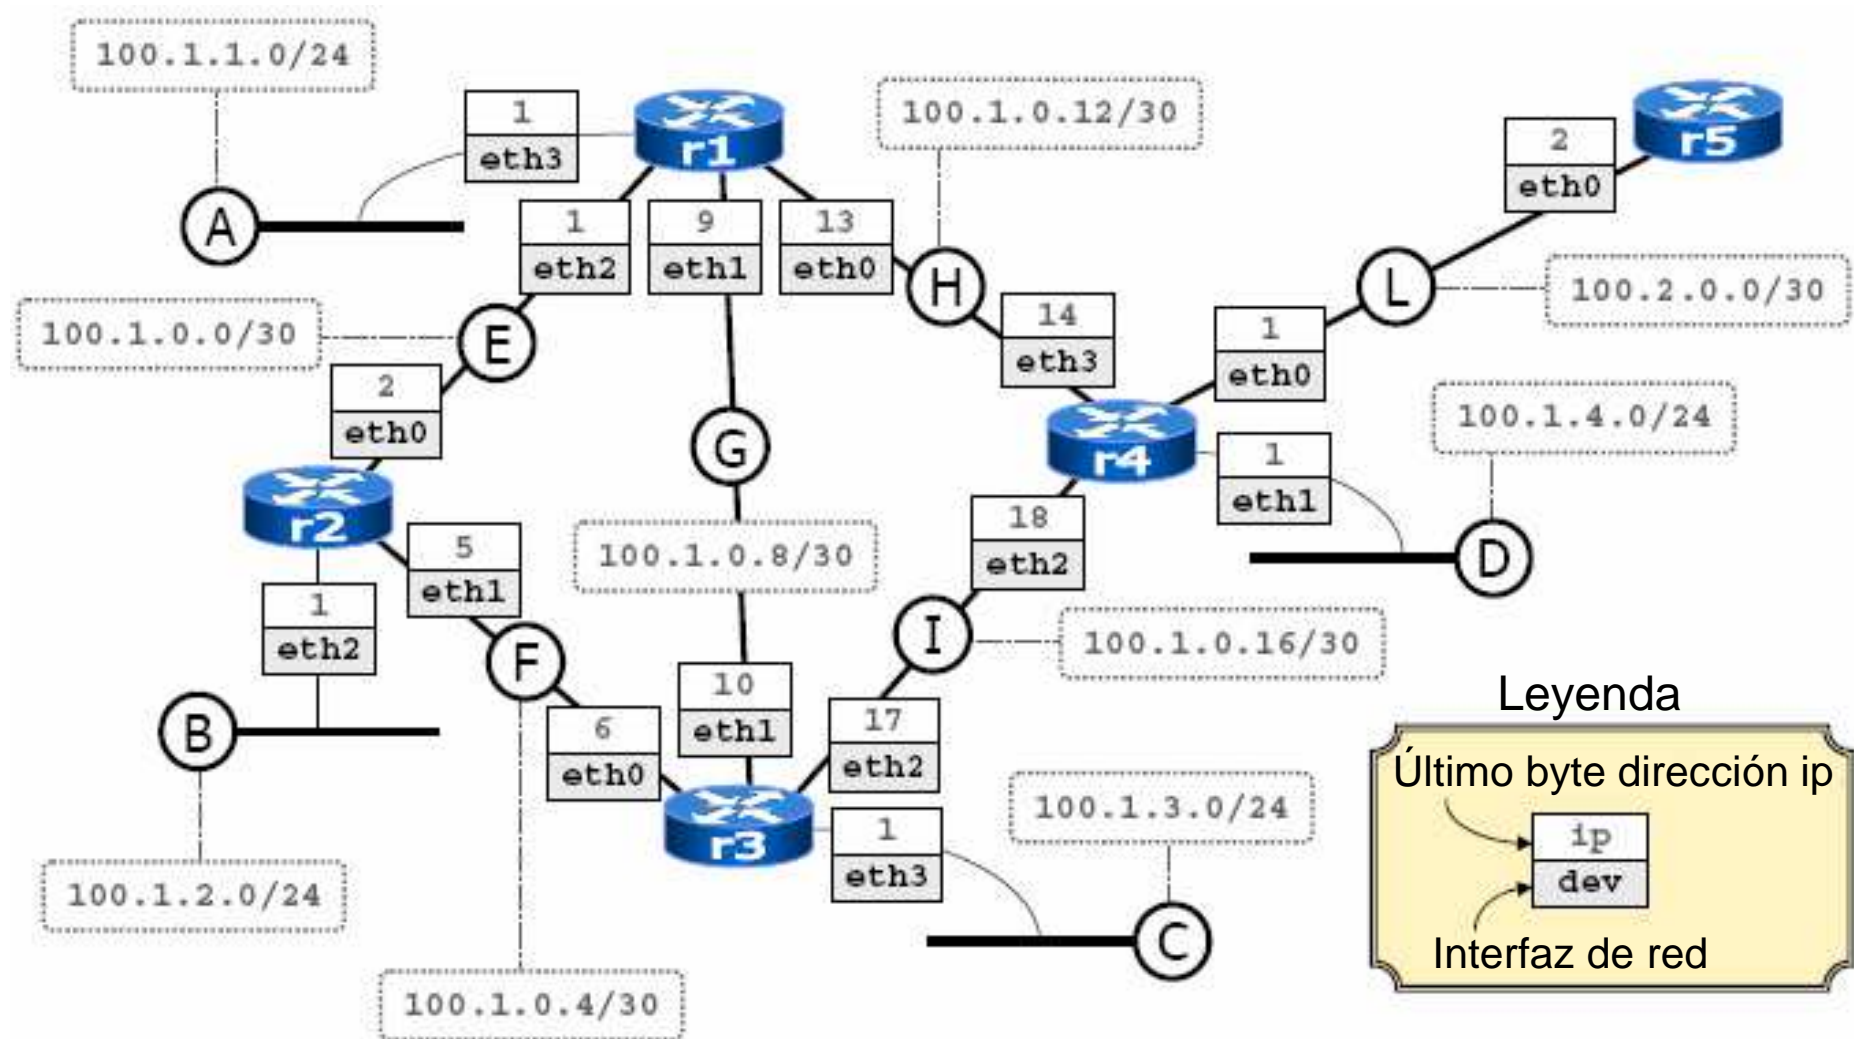 100.1.1.0/24
1
eth3
r1
100.1.0.12/30
2
eth0
r5
A
1
eth2
9
eth1
13
eth0
H
L
100.2.0.0/30
100.1.0.0/30
E
14
eth3
1
eth0
2
eth0
100.1.4.0/24
G
r4
1
eth1
r2
5
eth1
100.1.0.8/30
18
eth2
D
1
eth2
F
I
100.1.0.16/30
B
6
eth0
10
eth1
17
eth2
r3
1
eth3
100.1.3.0/24
100.1.2.0/24
C
100.1.0.4/30
Leyenda
Último byte dirección ip
ip
dev
Interfaz de red